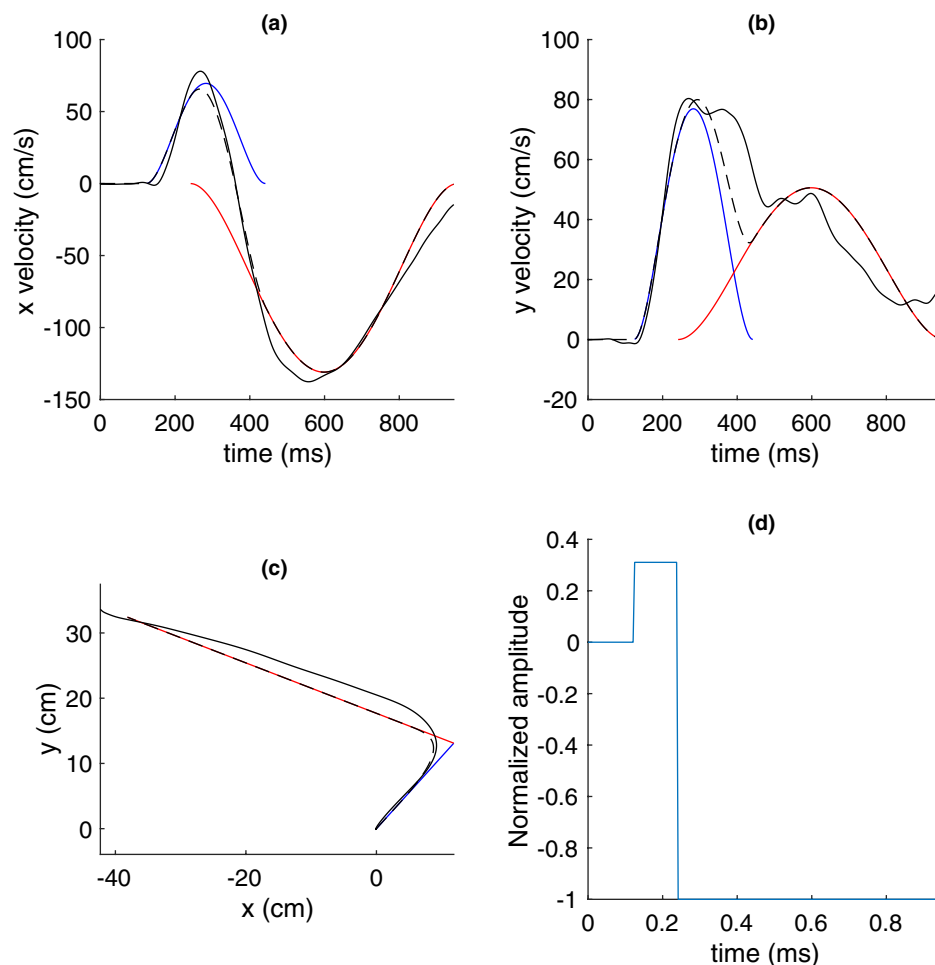 (a)
100
50
0
-50
-100
-150
x velocity (cm/s)
0 200 400 600 800
time (ms)
(b)
100
80
60
40
20
0
-20
y velocity (cm/s)
0 200 400 600 800
time (ms)
(c)
30
20
10
0
y (cm)
-40 -20 0
x (cm)
(d)
0.4
0.2
0
-0.2
-0.4
-0.6
-0.8
-1
Normalized amplitude
0 0.2 0.4 0.6 0.8
time (ms)